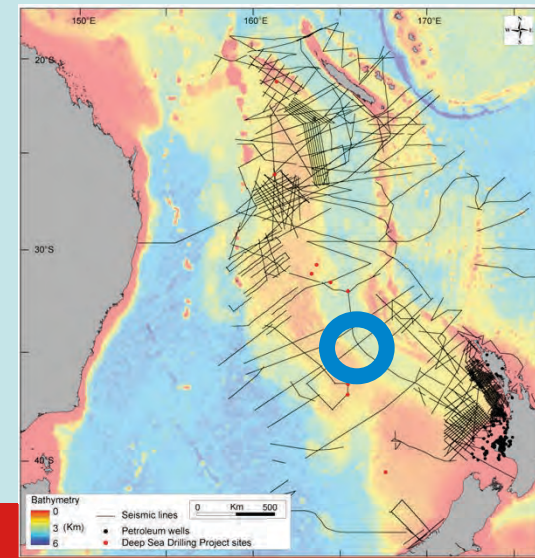 150°E 160°E 170°E
N
W E
S
20°S
30°S
40°S
Bathymetry
0
3 (Km)
6
Seismic lines
0 Km 500
Petroleum wells
Deep Sea Drilling Project sites